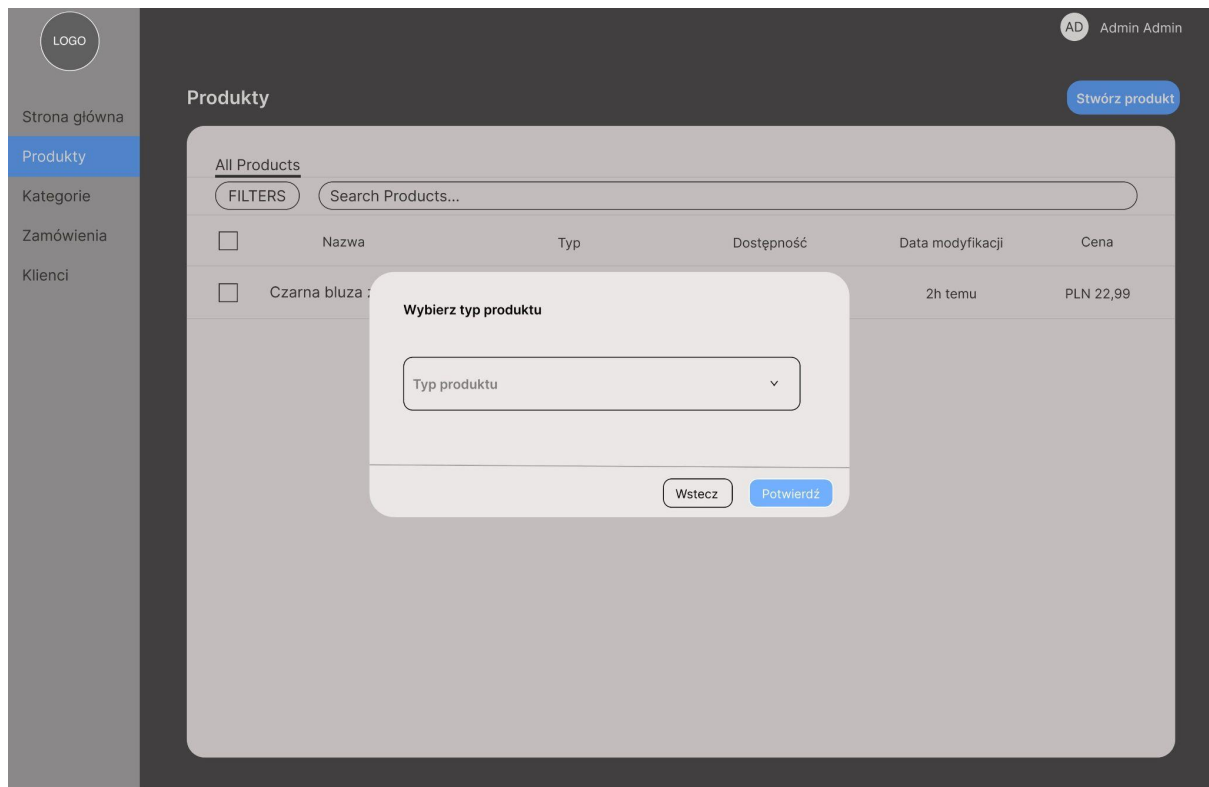 LOGO
AD Admin Admin
Produkty
Stwórz produkt
Strona główna
Produkty
Kategorie
Zamówienia
Klienci
All Products
FILTERS Search Products...
Nazwa Typ Dostępność Data modyfikacji Cena
Czarna bluza 2h temu PLN 22,99
Wybierz typ produktu
Typ produktu
Wstecz Potwierdź